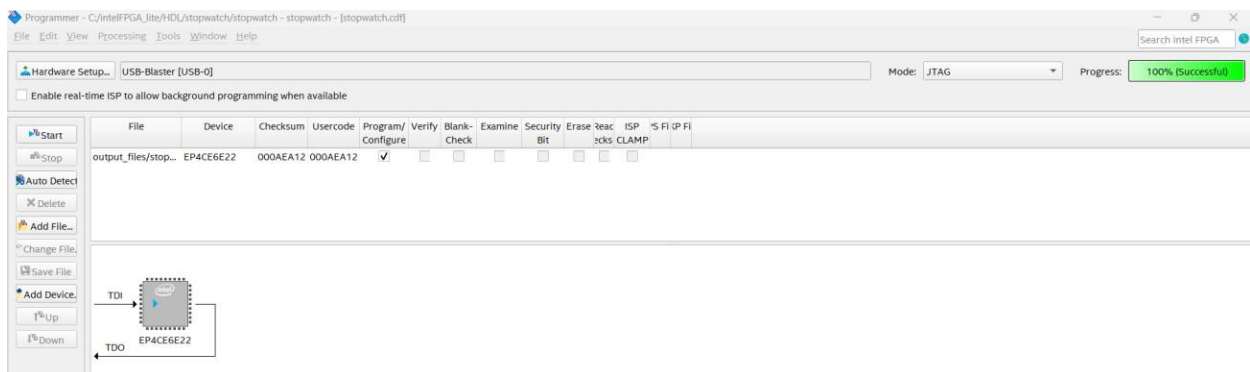 Programmer - C:/intelFPGA_lite/HDL/stopwatch/stopwatch - stopwatch - [stopwatch.cdf]
File Edit View Processing Tools Window Help
Search Intel FPGA
Hardware Setup... USB-Blaster [USB-0] Mode: JTAG Progress: 100% (Successful)
Enable real-time ISP to allow background programming when available
File Device Checksum Usercode Program/ Verify Blank- Examine Security Erase ISP
Configure Check Bit CLAMP
output_files/stop... EP4CE6E22 000AEA12 000AEA12
Start
Stop
Auto Detect
Delete
Add File...
Change File.
Save File
Add Device.
Up
Down
TDI
intel
EP4CE6E22
TDO